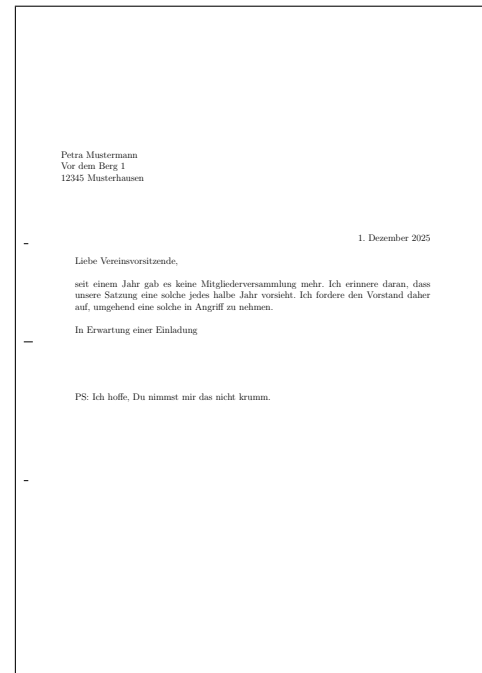 Petra Mustermann
Vor dem Berg 1
12345 Musterhausen
1. Dezember 2025
Liebe Vereinsvorsitzende,
seit einem Jahr gab es keine Mitgliederversammlung mehr. Ich erinnere daran, dass
unsere Satzung eine solche jedes halbe Jahr vorsieht. Ich fordere den Vorstand daher
auf, umgehend eine solche in Angriff zu nehmen.
In Erwartung einer Einladung
PS: Ich hoffe, Du nimmst mir das nicht krumm.